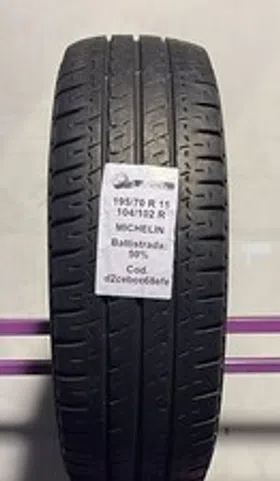 195/70 R 15
104/102 R
MICHELIN
Battistrada:
50%
Cod.